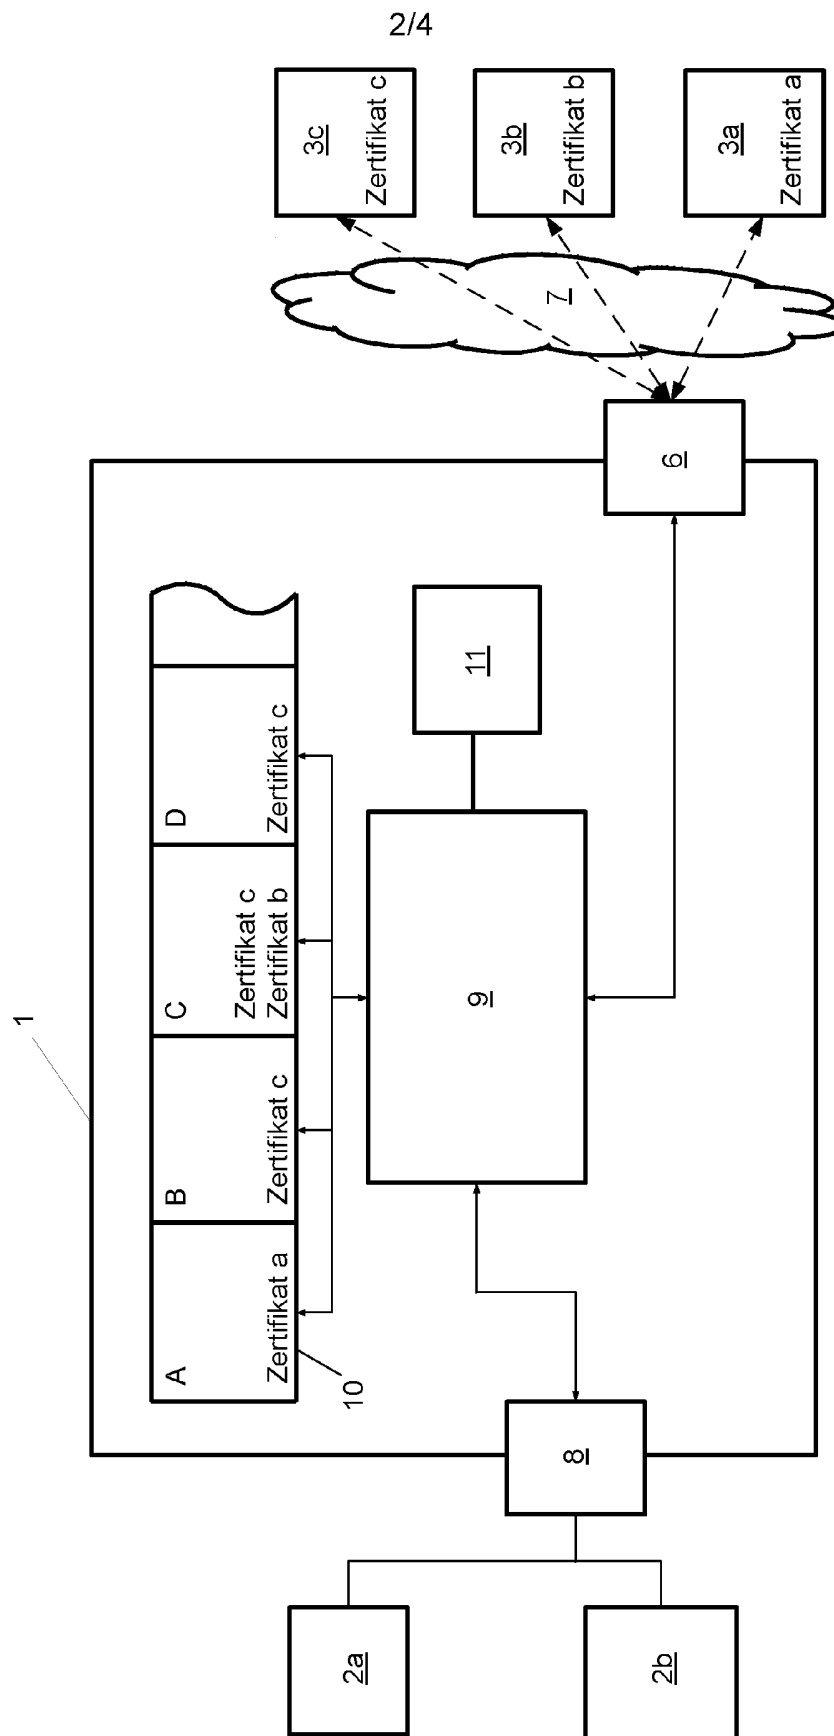 2/4
1
A
Zertifikat a
B
Zertifikat c
C
Zertifikat c
Zertifikat b
D
Zertifikat c
10
11
9
8
6
7
2a
2b
3c
Zertifikat c
3b
Zertifikat b
3a
Zertifikat a